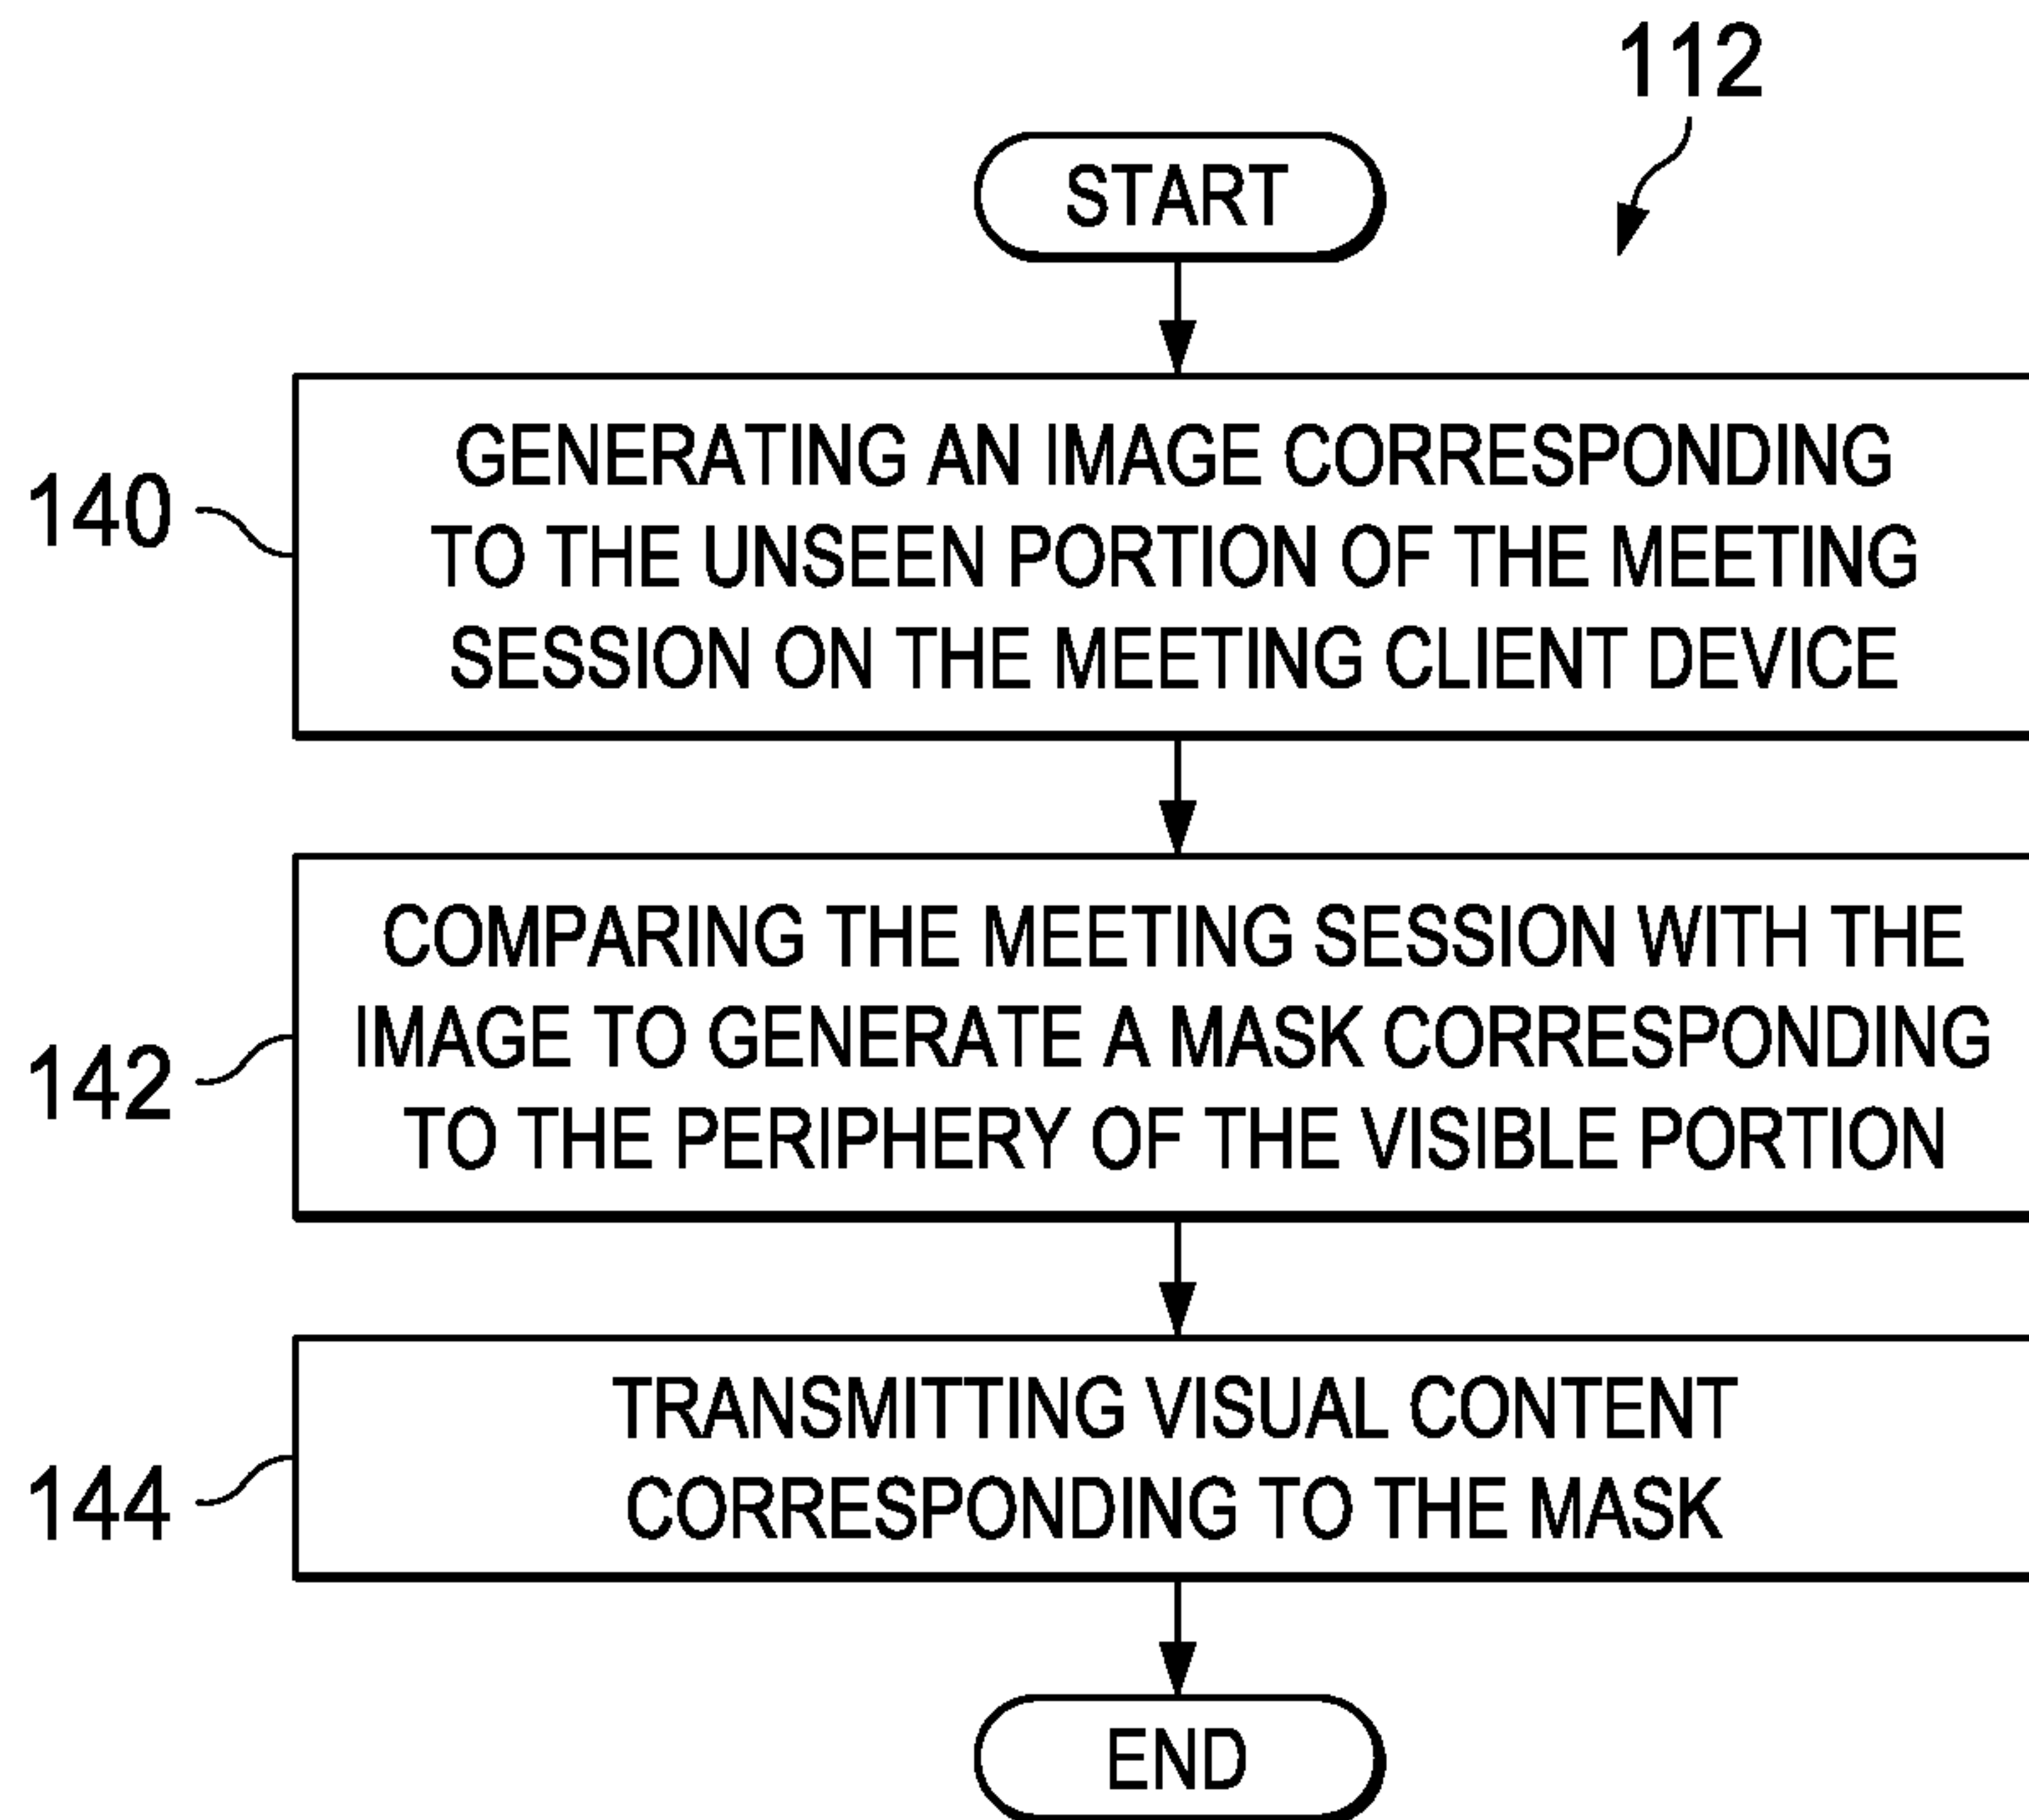 112
START
140
GENERATING AN IMAGE CORRESPONDING
TO THE UNSEEN PORTION OF THE MEETING
SESSION ON THE MEETING CLIENT DEVICE
142
COMPARING THE MEETING SESSION WITH THE
IMAGE TO GENERATE A MASK CORRESPONDING
TO THE PERIPHERY OF THE VISIBLE PORTION
144
TRANSMITTING VISUAL CONTENT
CORRESPONDING TO THE MASK
END